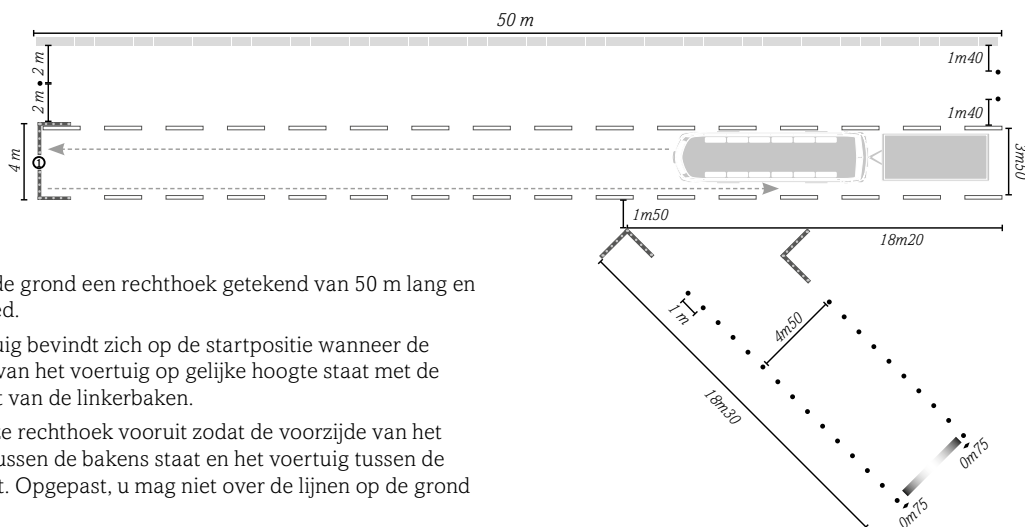 50 m
2 m
2 m
1m40
1m40
4 m
1
3m50
1m50
18m20
de grond een rechthoek getekend van 50 m lang en
ed.
uig bevindt zich op de startpositie wanneer de
van het voertuig op gelijke hoogte staat met de
t van de linkerbaken.
ze rechthoek vooruit zodat de voorzijde van het
ussen de bakens staat en het voertuig tussen de
t. Opgepast, u mag niet over de lijnen op de grond
1 m
4m50
18m30
0m75
0m75